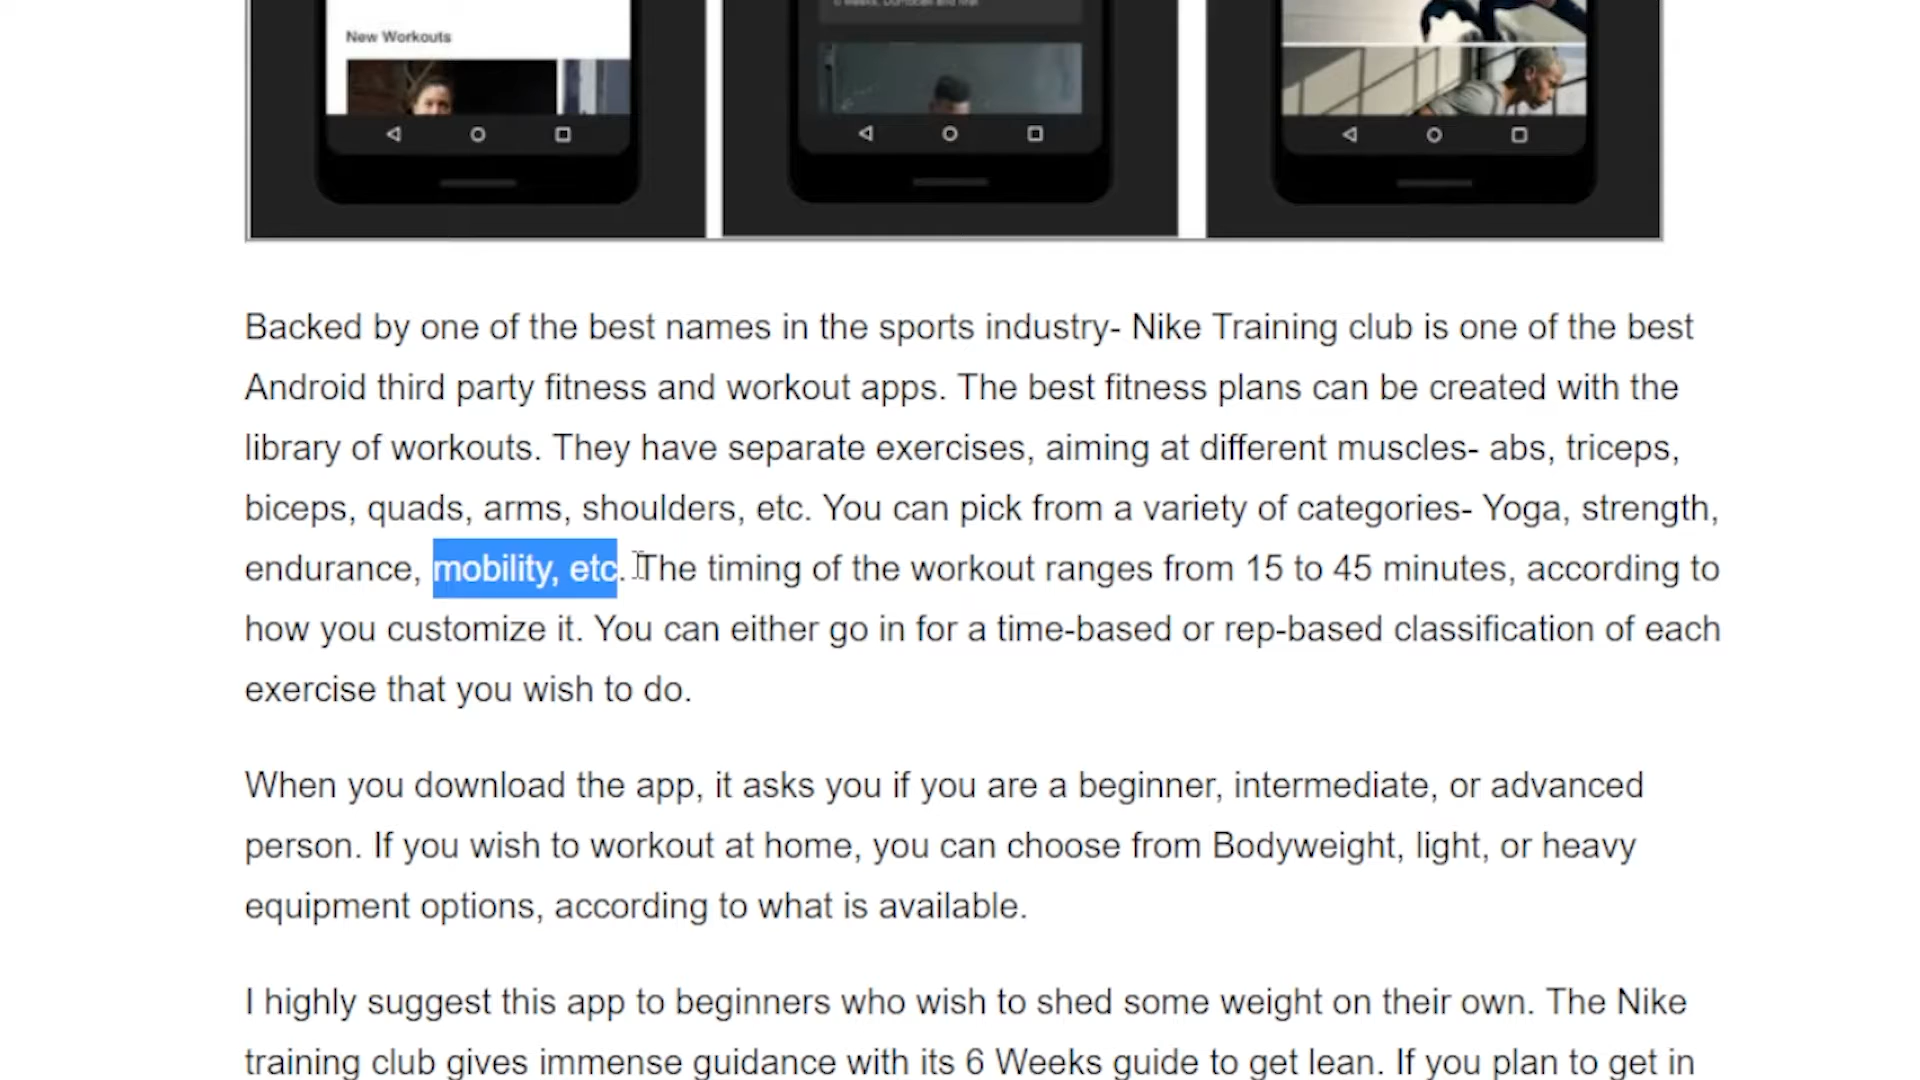 New Workouts
Backed by one of the best names in the sports industry- Nike Training club is one of the best
Android third party fitness and workout apps. The best fitness plans can be created with the
library of workouts. They have separate exercises, aiming at different muscles- abs, triceps,
biceps, quads, arms, shoulders, etc. You can pick from a variety of categories- Yoga, strength,
endurance, mobility, etc. The timing of the workout ranges from 15 to 45 minutes, according to
how you customize it. You can either go in for a time-based or rep-based classification of each
exercise that you wish to do.
When you download the app, it asks you if you are a beginner, intermediate, or advanced
person. If you wish to workout at home, you can choose from Bodyweight, light, or heavy
equipment options, according to what is available.
I highly suggest this app to beginners who wish to shed some weight on their own. The Nike
training club gives immense guidance with its 6 Weeks guide to get lean. If you plan to get in